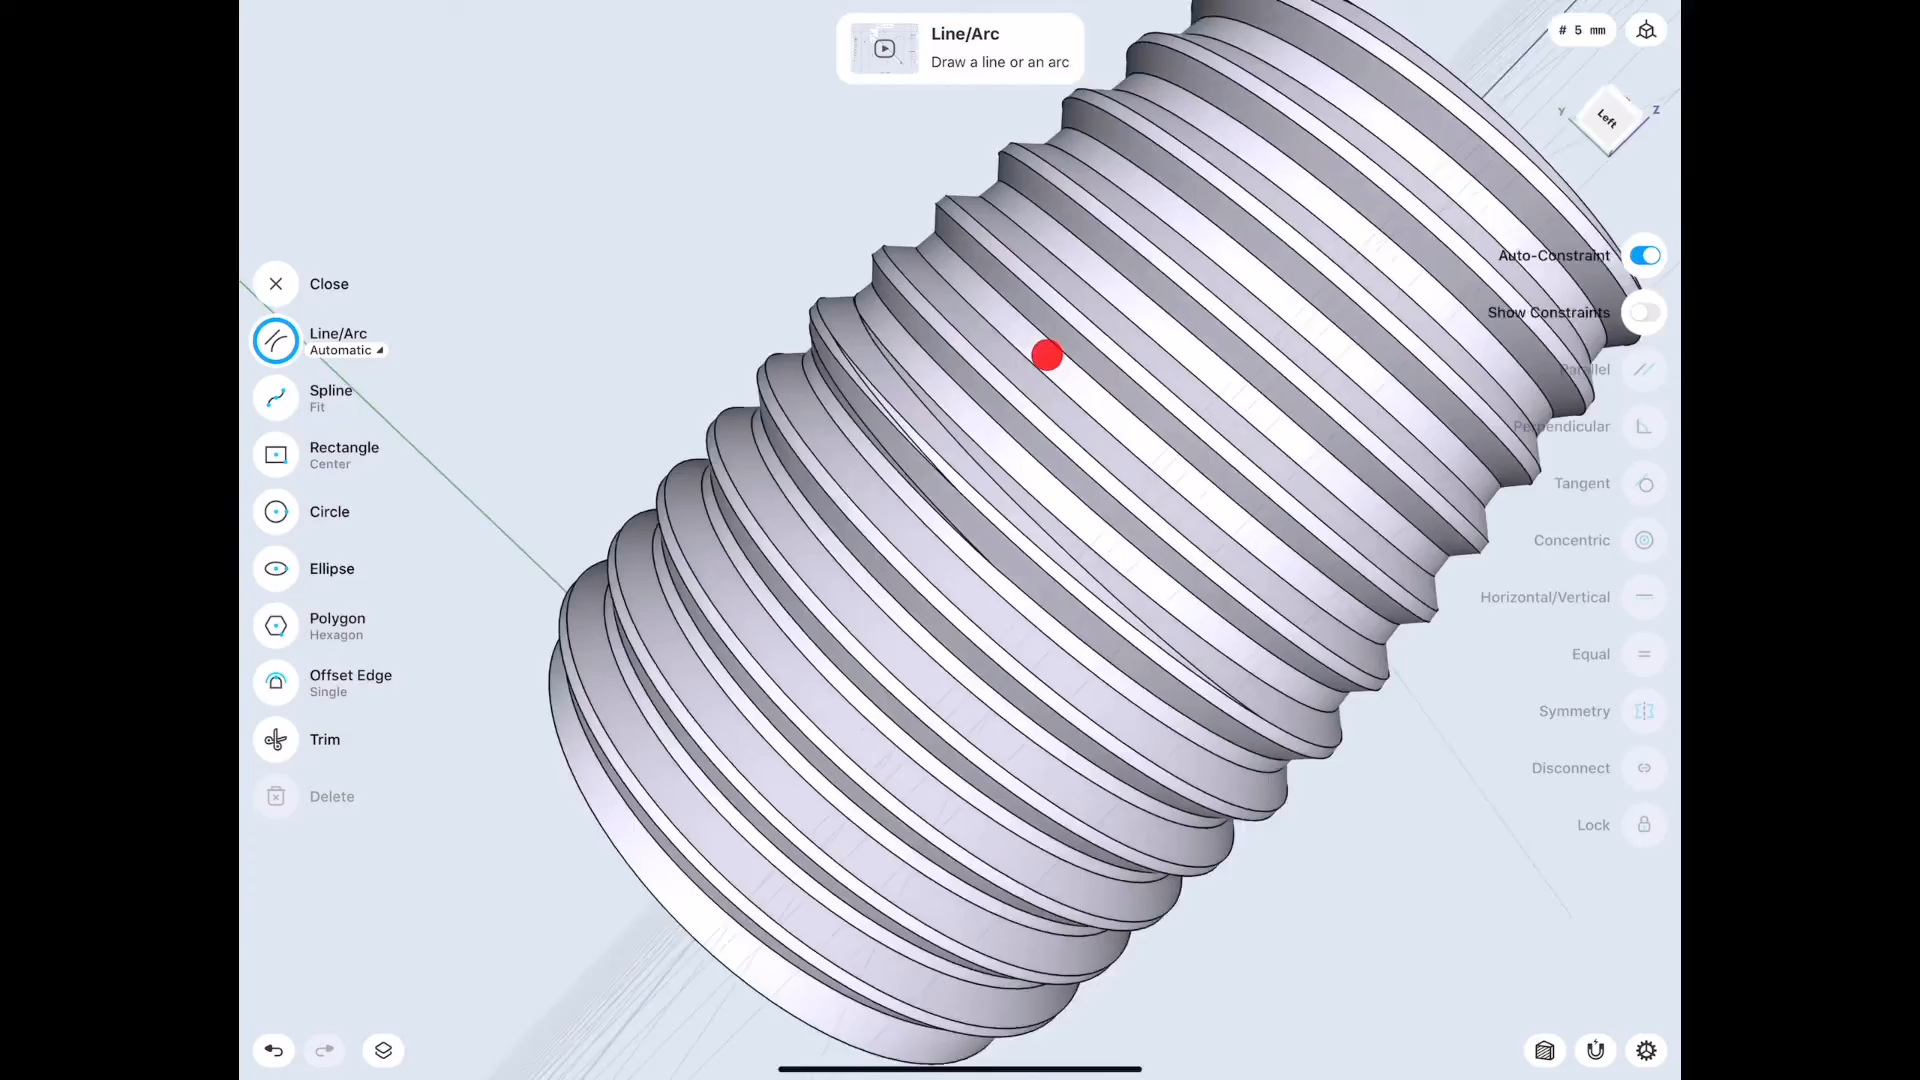 Line/Arc
Draw a line or an arc
# 5 mm
Y
Left
Z
Close
Line/Arc
Automatic
Spline
Fit
Rectangle
Center
Circle
Ellipse
Polygon
Hexagon
Offset Edge
Single
Trim
Delete
Auto-Constraint
Show Constraints
Parallel
Perpendicular
Tangent
Concentric
Horizontal/Vertical
Equal
Symmetry
Disconnect
Lock